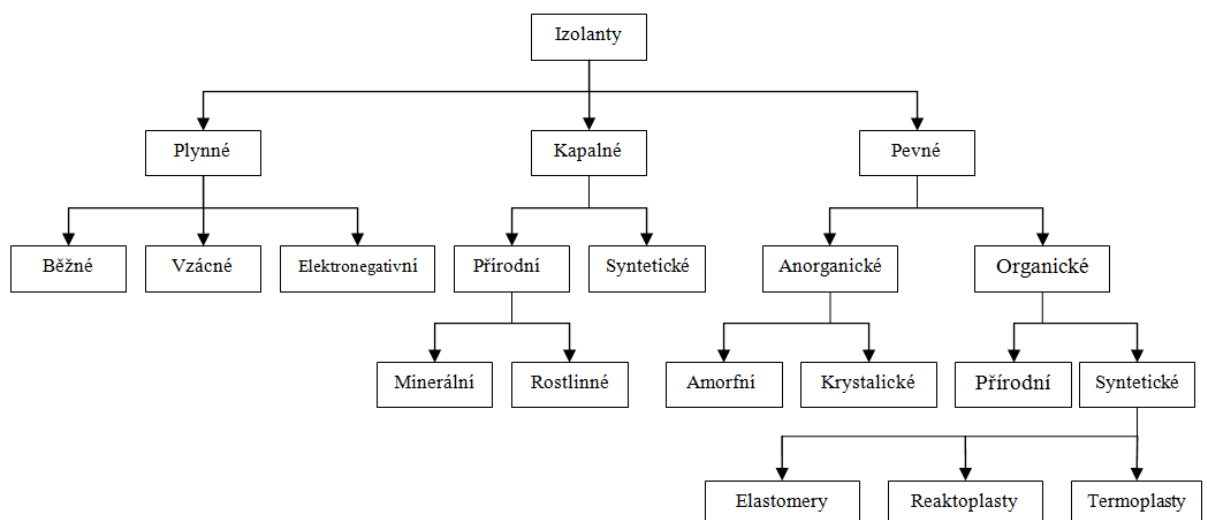 Izolanty
Plynné
Kapalné
Pevné
Běžné
Vzácné
Elektronegativní
Přírodní
Syntetické
Anorganické
Organické
Minerální
Rostlinné
Amorfní
Krystalické
Přírodní
Syntetické
Elastomery
Reaktoplasty
Termoplasty